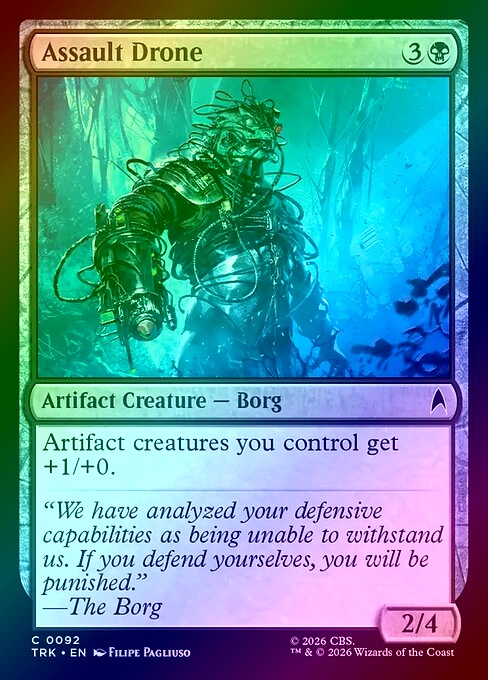 Assault Drone 3
Artifact Creature — Borg
Artifact creatures you control get
+1/+0.
“We have analyzed your defensive
capabilities as being unable to withstand
us. If you defend yourselves, you will be
punished.”
—The Borg
2/4
C 0092
TRK • EN Filipe Pagliuso
© 2026 CBS.
™ & © 2026 Wizards of the Coast